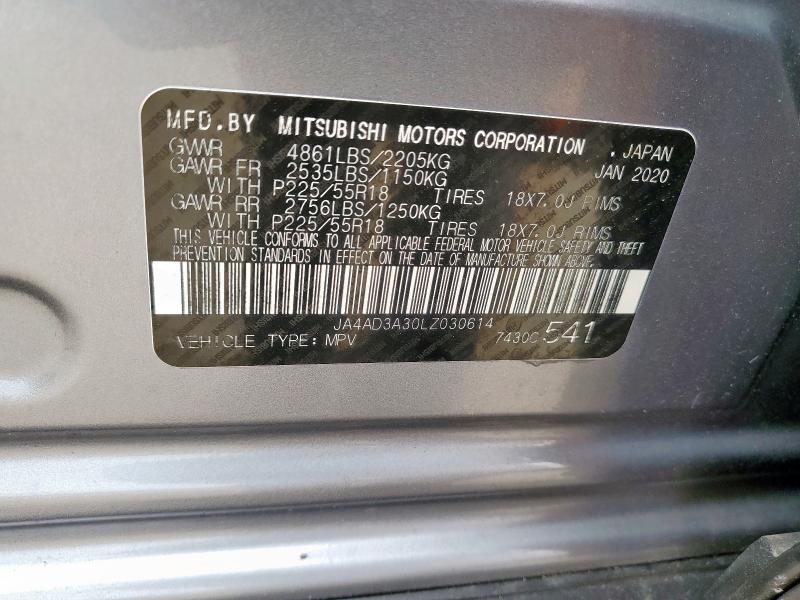 MFD.BY MITSUBISHI MOTORS CORPORATION . JAPAN
GVWR 4861LBS/2205KG JAN 2020
GAWR FR 2535LBS/1150KG
WITH P225/55R18 TIRES 18X7.0J RIMS
GAWR RR 2756LBS/1250KG
WITH P225/55R18 TIRES 18X7.0J RIMS
THIS VEHICLE CONFORMS TO ALL APPLICABLE FEDERAL MOTOR VEHICLE SAFETY AND THEFT
PREVENTION STANDARDS IN EFFECT ON THE DATE OF MANUFACTURE SHOWN ABOVE.
JA4AD3A30LZ030614
VEHICLE TYPE: MPV 7430C 541